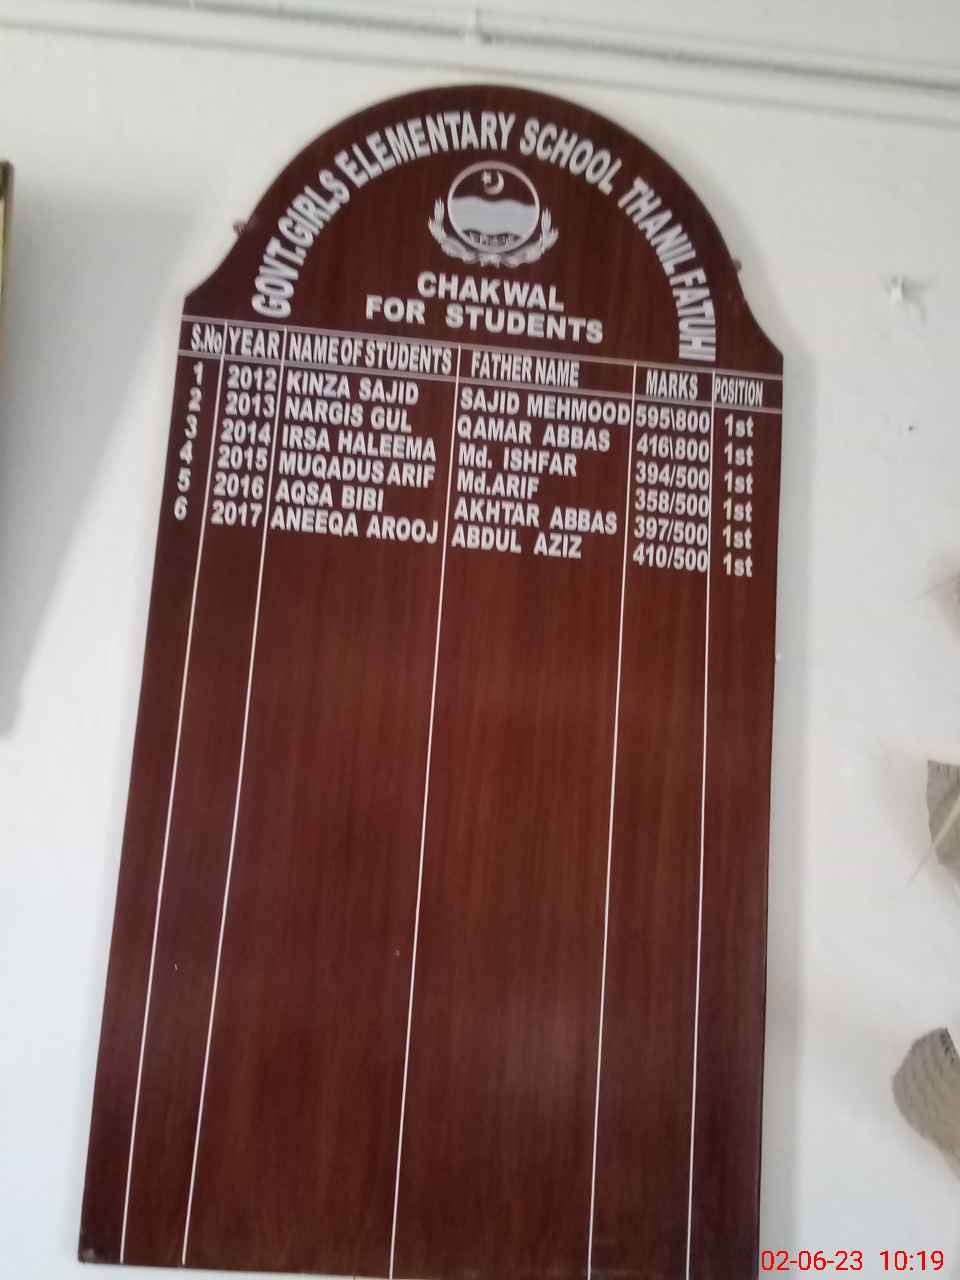 GOVT.GIRLS ELEMENTARY SCHOOL THANIL FATUHI
CHAKWAL
FOR STUDENTS
S.No YEAR NAME OF STUDENTS FATHER NAME MARKS POSITION
1 2012 KINZA SAJID SAJID MEHMOOD 595\800 1st
2 2013 NARGIS GUL QAMAR ABBAS 416\800 1st
3 2014 IRSA HALEEMA Md. ISHFAR 394/500 1st
4 2015 MUQADUS ARIF Md.ARIF 358/500 1st
5 2016 AQSA BIBI AKHTAR ABBAS 397/500 1st
6 2017 ANEEQA AROOJ ABDUL AZIZ 410/500 1st
02-06-23 10:19